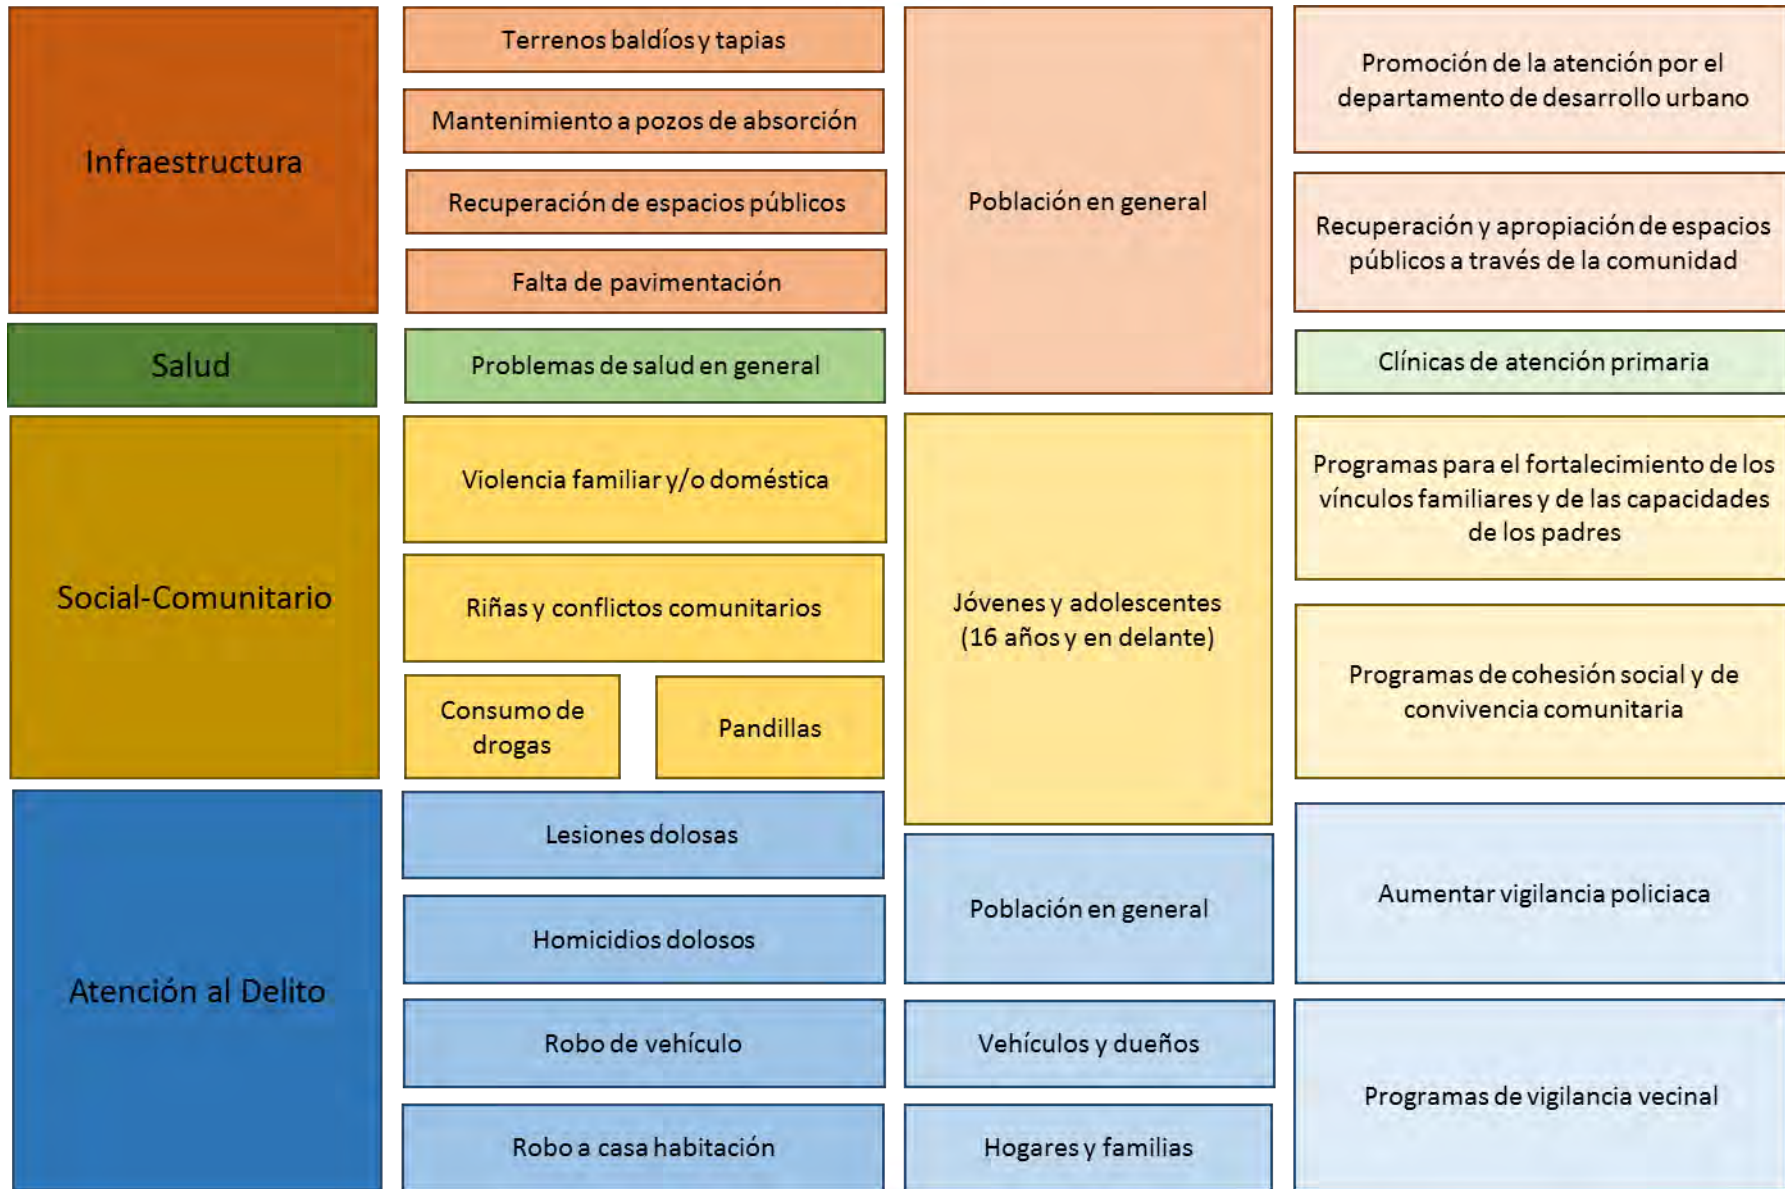 Infraestructura
Terrenos baldíos y tapias
Mantenimiento a pozos de absorción
Recuperación de espacios públicos
Falta de pavimentación
Población en general
Promoción de la atención por el
departamento de desarrollo urbano
Recuperación y apropiación de espacios
públicos a través de la comunidad
Salud
Problemas de salud en general
Clínicas de atención primaria
Social-Comunitario
Violencia familiar y/o doméstica
Riñas y conflictos comunitarios
Consumo de
drogas
Pandillas
Jóvenes y adolescentes
(16 años y en delante)
Programas para el fortalecimiento de los
vínculos familiares y de las capacidades
de los padres
Programas de cohesión social y de
convivencia comunitaria
Atención al Delito
Lesiones dolosas
Homicidios dolosos
Robo de vehículo
Robo a casa habitación
Población en general
Vehículos y dueños
Hogares y familias
Aumentar vigilancia policiaca
Programas de vigilancia vecinal